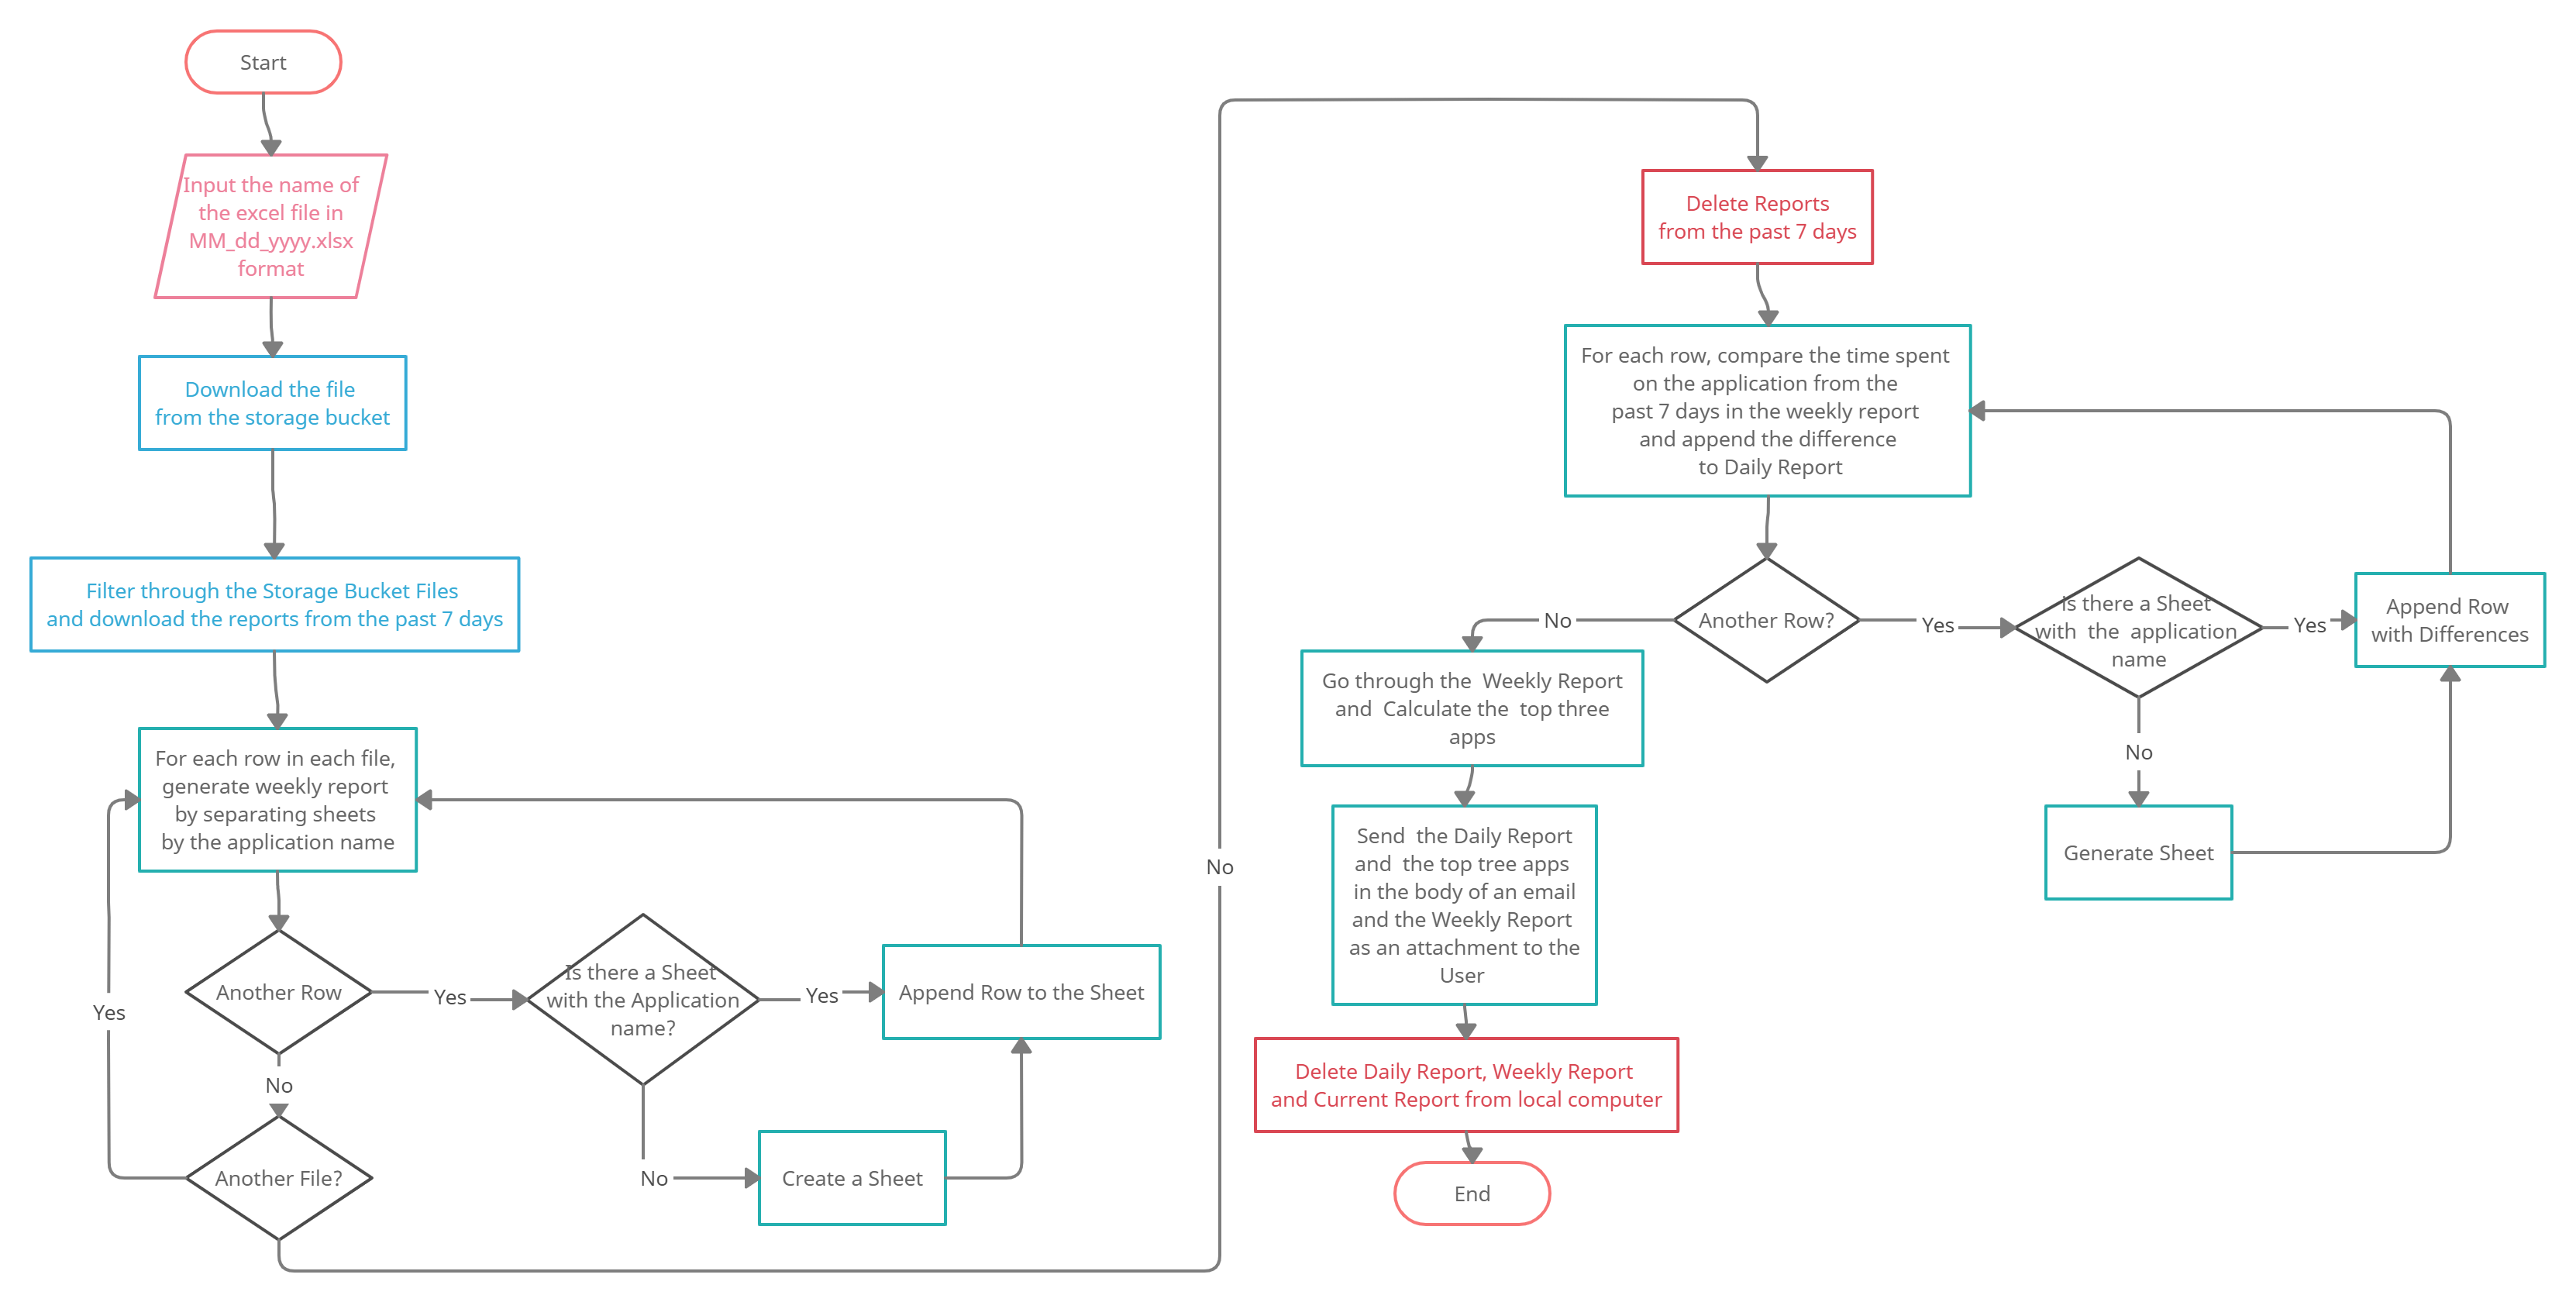 Start
Input the name of
the excel file in
MM_dd_yyyy.xlsx
format
Download the file
from the storage bucket
Filter through the Storage Bucket Files
and download the reports from the past 7 days
For each row in each file,
generate weekly report
by separating sheets
by the application name
Another Row
Yes
Is there a Sheet
with the Application
name?
Yes
Append Row to the Sheet
No
Create a Sheet
No
Another File?
Yes
No
Delete Reports
from the past 7 days
For each row, compare the time spent
on the application from the
past 7 days in the weekly report
and append the difference
to Daily Report
Another Row?
Yes
is there a Sheet
with the application
name
Yes
Append Row
with Differences
No
Generate Sheet
No
Go through the Weekly Report
and Calculate the top three
apps
Send the Daily Report
and the top tree apps
in the body of an email
and the Weekly Report
as an attachment to the
User
Delete Daily Report, Weekly Report
and Current Report from local computer
End